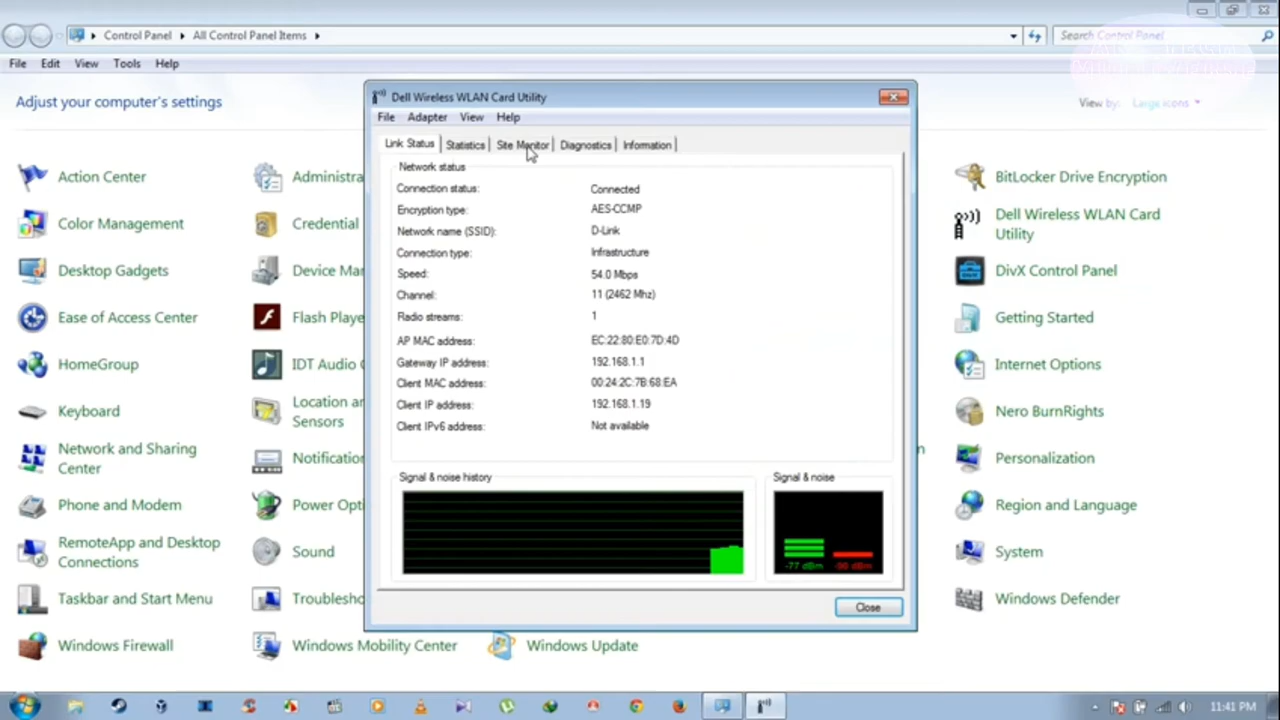 Control Panel
All Control Panel Items
Search Control Panel
File Edit View Tools Help
Adjust your computer's settings
View by: Large icons
Action Center
Color Management
Desktop Gadgets
Ease of Access Center
HomeGroup
Keyboard
Network and Sharing
Center
Phone and Modem
RemoteApp and Desktop
Connections
Taskbar and Start Menu
Windows Firewall
Administra
Credential
Device Mar
Flash Playe
IDT Audio
Location ar
Sensors
Notification
Power Opti
Sound
Troublesho
Windows Mobility Center
Windows Update
Dell Wireless WLAN Card Utility
File Adapter View Help
Link Status Statistics Site Monitor Diagnostics Information
Network status
Connection status: Connected
Encryption type: AES-CCMP
Network name (SSID): D-Link
Connection type: Infrastructure
Speed: 54.0 Mbps
Channel: 11 (2462 Mhz)
Radio streams: 1
AP MAC address: EC:22:80:E0:7D:4D
Gateway IP address: 192.168.1.1
Client MAC address: 00:24:2C:7B:68:EA
Client IP address: 192.168.1.19
Client IPv6 address: Not available
Signal & noise history
Signal & noise
-77 dBm
Close
BitLocker Drive Encryption
Dell Wireless WLAN Card
Utility
DivX Control Panel
Getting Started
Internet Options
Nero BurnRights
Personalization
Region and Language
System
Windows Defender
11:41 PM